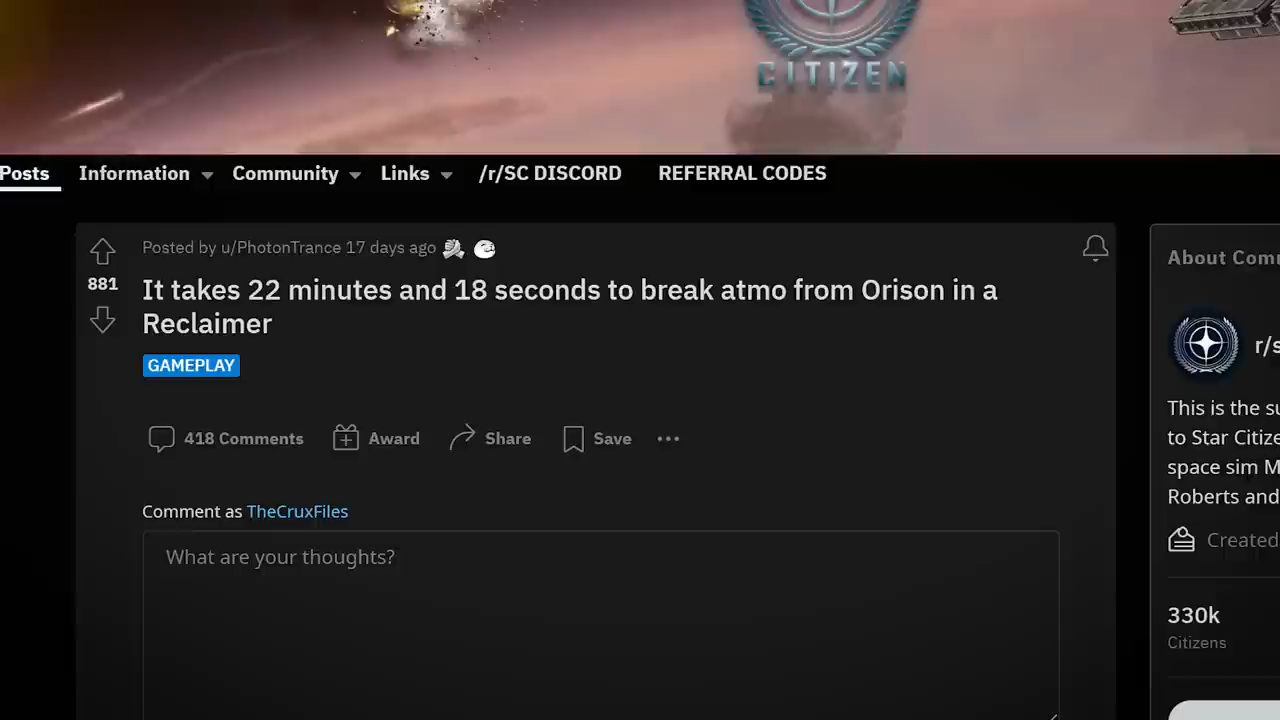 CITIZEN
Posts Information Community Links /r/SC DISCORD REFERRAL CODES
Posted by u/PhotonTrance 17 days ago
881
It takes 22 minutes and 18 seconds to break atmo from Orison in a
Reclaimer
GAMEPLAY
418 Comments Award Share Save
Comment as TheCruxFiles
What are your thoughts?
About Com
r/s
This is the su
to Star Citize
space sim M
Roberts and
Created
330k
Citizens